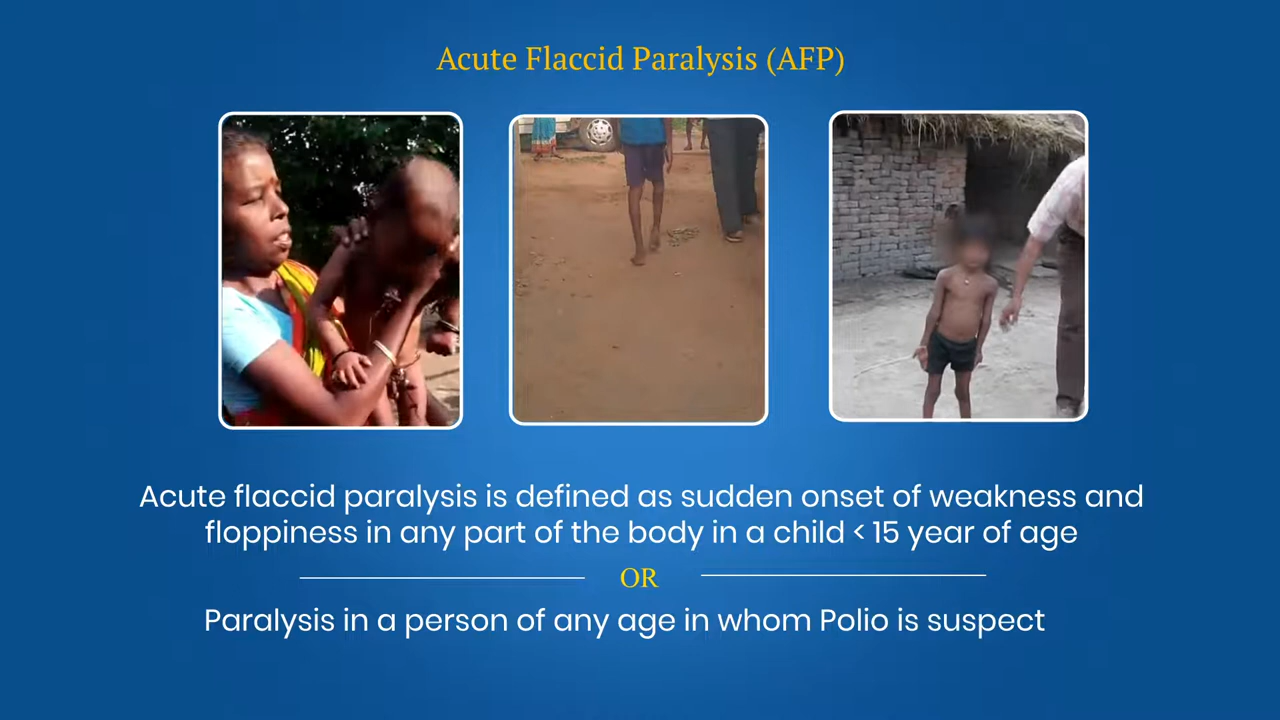 Acute Flaccid Paralysis (AFP)
Acute flaccid paralysis is defined as sudden onset of weakness and
floppiness in any part of the body in a child < 15 year of age
OR
Paralysis in a person of any age in whom Polio is suspect